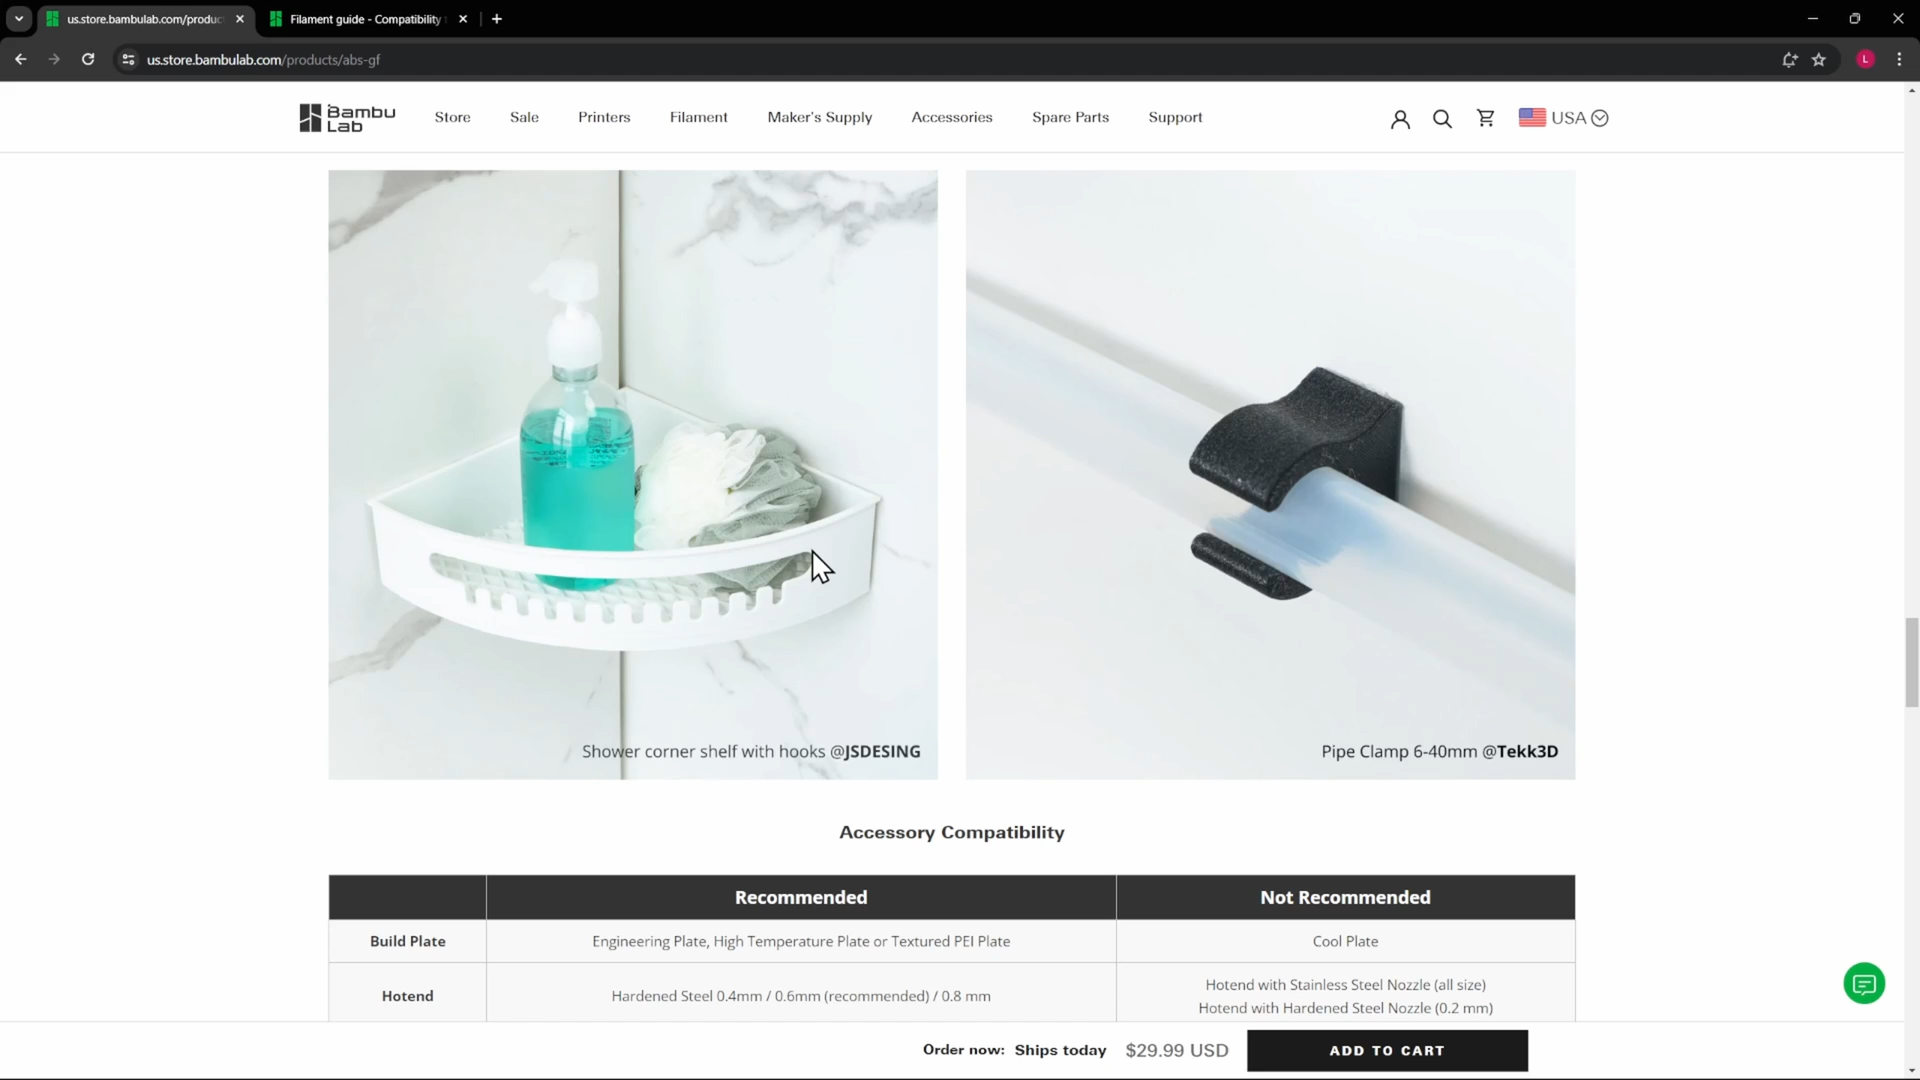 us.store.bambulab.com/produc
Filament guide - Compatibility
us.store.bambulab.com/products/abs-gf
L
Bambu
Lab
Store
Sale
Printers
Filament
Maker's Supply
Accessories
Spare Parts
Support
USA
Shower corner shelf with hooks @JSDESING
Pipe Clamp 6-40mm @Tekk3D
Accessory Compatibility
Recommended
Not Recommended
Build Plate
Engineering Plate, High Temperature Plate or Textured PEI Plate
Cool Plate
Hotend
Hardened Steel 0.4mm / 0.6mm (recommended) / 0.8 mm
Hotend with Stainless Steel Nozzle (all size)
Hotend with Hardened Steel Nozzle (0.2 mm)
Order now: Ships today $29.99 USD
ADD TO CART